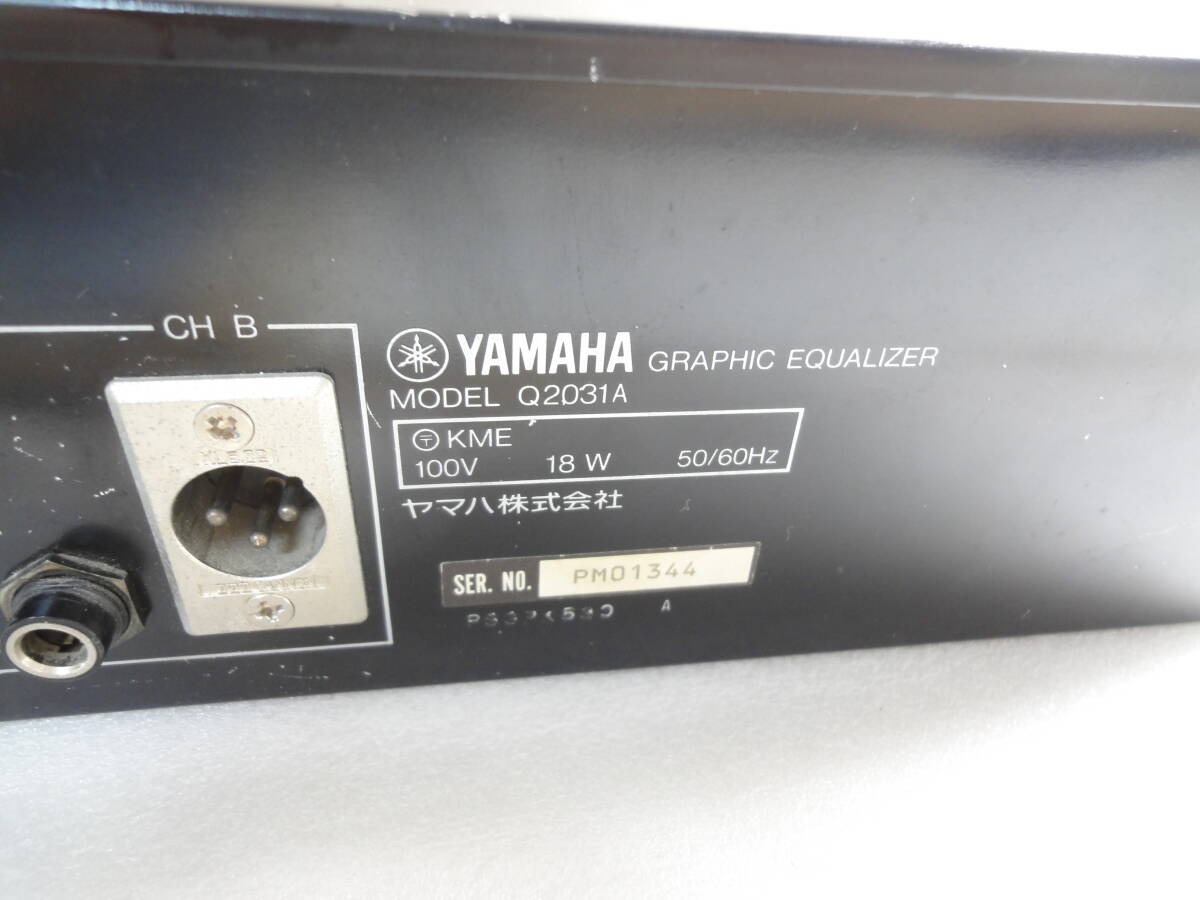 CH B
YAMAHA GRAPHIC EQUALIZER
MODEL Q2031A
〒 KME
100V 18 W 50/60Hz
ヤマハ株式会社
SER. NO. PM01344
A